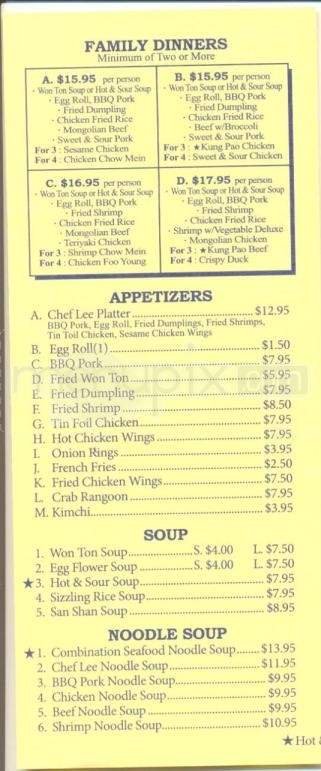 FAMILY DINNERS
Minimum of Two or More
A. $15.95 per person
· Won Ton Soup or Hot & Sour Soup
· Egg Roll, BBQ Pork
· Fried Dumpling
· Chicken Fried Rice
· Mongolian Beef
· Sweet & Sour Pork
For 3 : Sesame Chicken
For 4 : Chicken Chow Mein
B. $15.95 per person
· Won Ton Soup or Hot & Sour Soup
· Egg Roll, BBQ Pork
· Fried Dumpling
· Chicken Fried Rice
· Beef w/Broccoli
· Sweet & Sour Pork
For 3 : ★Kung Pao Chicken
For 4 : Sweet & Sour Chicken
C. $16.95 per person
· Won Ton Soup or Hot & Sour Soup
· Egg Roll, BBQ Pork
· Fried Shrimp
· Chicken Fried Rice
· Mongolian Beef
· Teriyaki Chicken
For 3 : Shrimp Chow Mein
For 4 : Chicken Foo Young
D. $17.95 per person
· Won Ton Soup or Hot & Sour Soup
· Egg Roll, BBQ Pork
· Fried Shrimp
· Chicken Fried Rice
· Shrimp w/Vegetable Deluxe
· Mongolian Chicken
For 3 : ★Kung Pao Beef
For 4 : Crispy Duck
APPETIZERS
A. Chef Lee Platter $12.95
BBQ Pork, Egg Roll, Fried Dumplings, Fried Shrimps,
Tin Toil Chicken, Sesame Chicken Wings
B. Egg Roll(1) $1.50
C. BBQ Pork $7.95
D. Fried Won Ton $5.95
E. Fried Dumpling $7.95
F. Fried Shrimp $8.50
G. Tin Foil Chicken $7.95
H. Hot Chicken Wings $7.95
I. Onion Rings $3.95
J. French Fries $2.50
K. Fried Chicken Wings $7.50
L. Crab Rangoon $7.95
M. Kimchi $3.95
SOUP
1. Won Ton Soup S. $4.00 L. $7.50
2. Egg Flower Soup S. $4.00 L. $7.50
★3. Hot & Sour Soup $7.95
4. Sizzling Rice Soup $7.95
5. San Shan Soup $8.95
NOODLE SOUP
★1. Combination Seafood Noodle Soup $13.95
2. Chef Lee Noodle Soup $11.95
3. BBQ Pork Noodle Soup $9.95
4. Chicken Noodle Soup $9.95
5. Beef Noodle Soup $9.95
6. Shrimp Noodle Soup $10.95
★Hot &